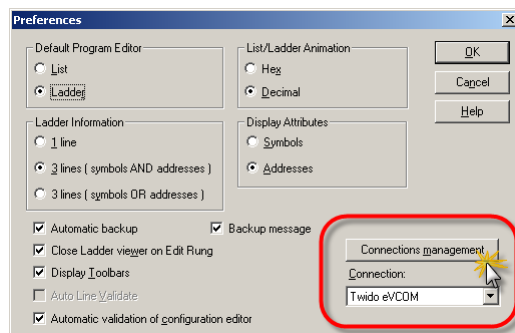 Preferences
Default Program Editor
List
Ladder
List/Ladder Animation
Hex
Decimal
OK
Cancel
Help
Ladder Information
1 line
3 lines ( symbols AND addresses )
3 lines ( symbols OR addresses )
Display Attributes
Symbols
Addresses
Automatic backup
Backup message
Close Ladder viewer on Edit Rung
Display Toolbars
Auto Line Validate
Automatic validation of configuration editor
Connections management
Connection:
Twido eVCOM